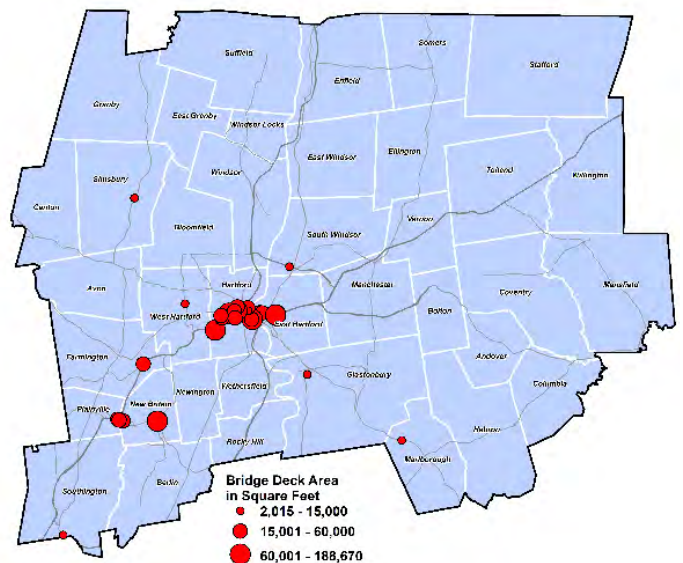 Suffield
Somers
Stafford
Enfield
Granby
East Granby
Windsor Locks
East Windsor
Ellington
Tolland
Willington
Simsbury
Windsor
Canton
Vernon
Bloomfield
South Windsor
Avon
Hartford
Manchester
Coventry
Mansfield
West Hartford
East Hartford
Bolton
Farmington
Andover
Glastonbury
Columbia
Newington
Wethersfield
Plainville
New Britain
Hebron
Rocky Hill
Marlborough
Berlin
Southington
Bridge Deck Area
in Square Feet
2,015 - 15,000
15,001 - 60,000
60,001 - 188,670